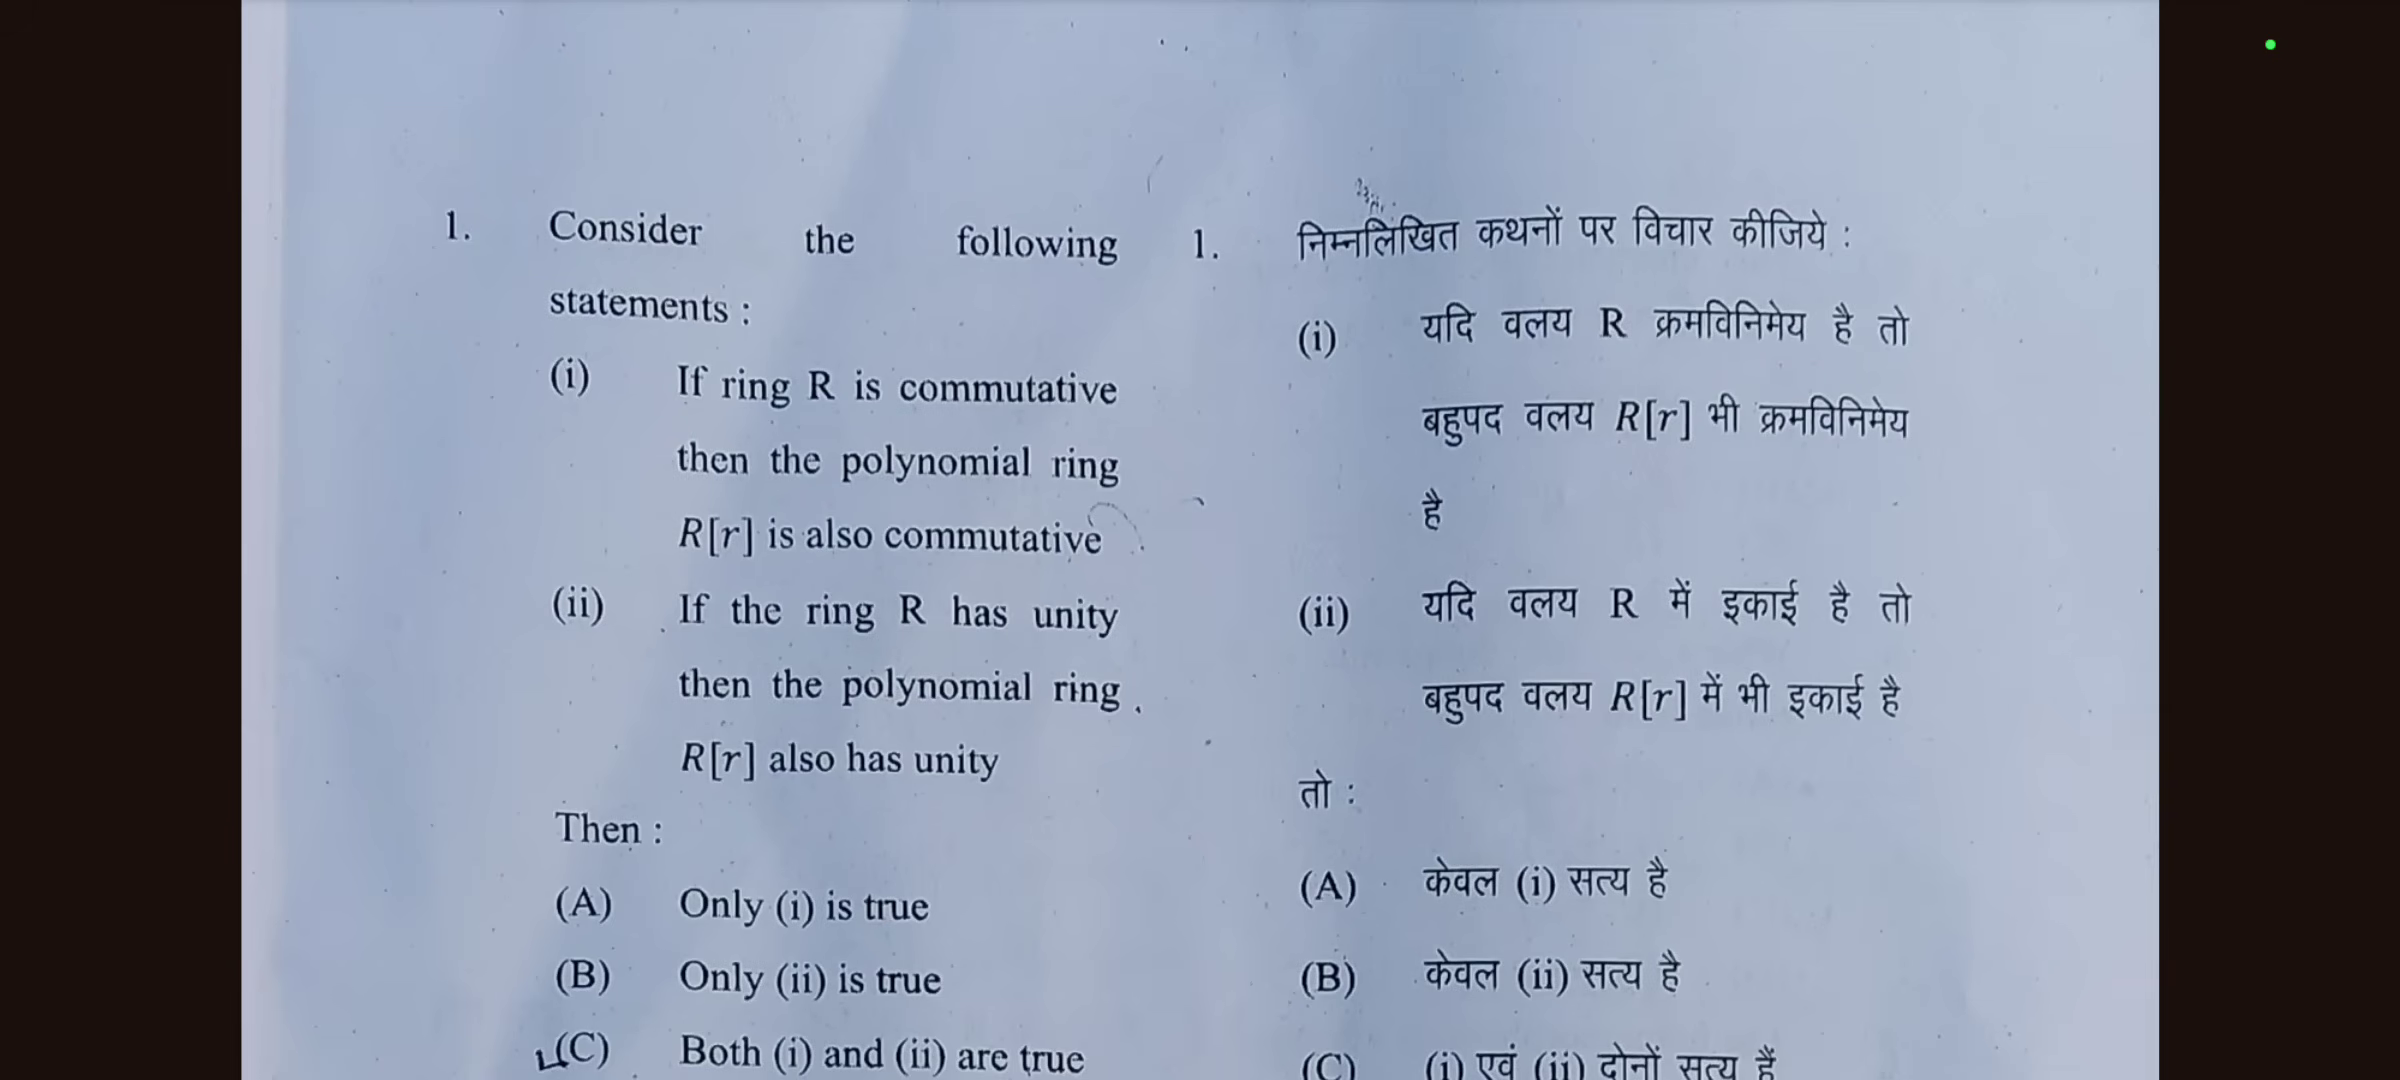 1. Consider the following
statements :
(i) If ring R is commutative
then the polynomial ring
R[r] is also commutative
(ii) If the ring R has unity
then the polynomial ring
R[r] also has unity
Then :
(A) Only (i) is true
(B) Only (ii) is true
(C) Both (i) and (ii) are true
1. निम्नलिखित कथनों पर विचार कीजिये :
(i) यदि वलय R क्रमविनिमेय है तो
बहुपद वलय R[r] भी क्रमविनिमेय
है
(ii) यदि वलय R में इकाई है तो
बहुपद वलय R[r] में भी इकाई है
तो :
(A) केवल (i) सत्य है
(B) केवल (ii) सत्य है
(C) (i) एवं (ii) दोनों सत्य हैं